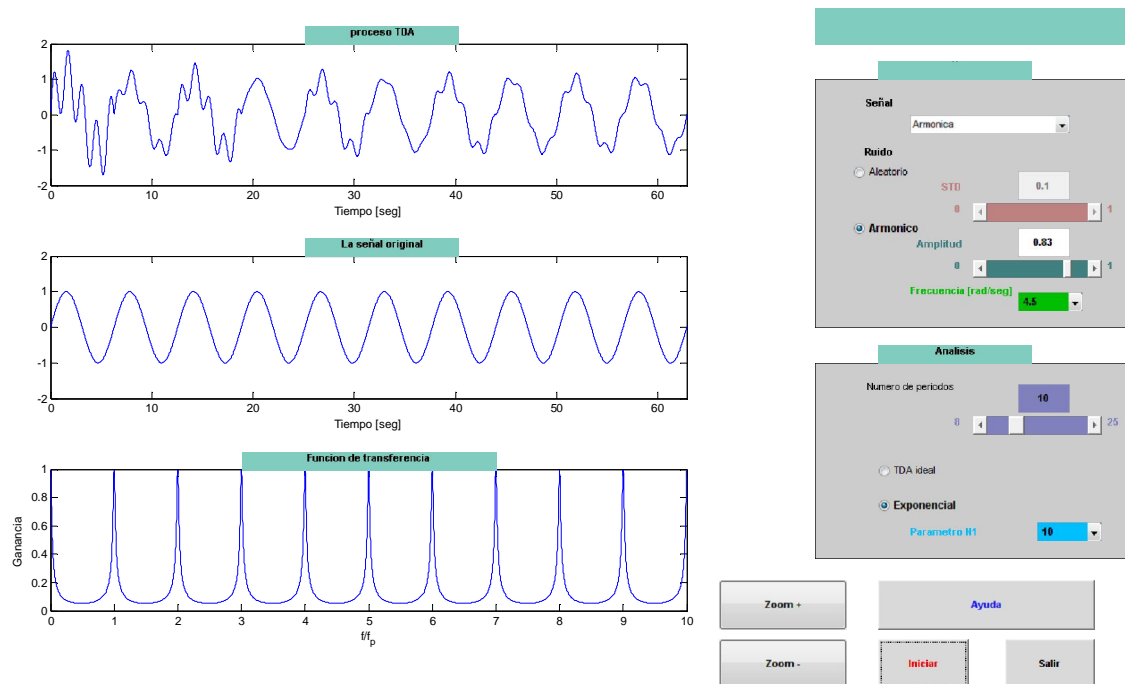 proceso TDA
2
1
0
-1
-2
0 10 20 30 40 50 60
Tiempo [seg]
La señal original
2
1
0
-1
-2
0 10 20 30 40 50 60
Tiempo [seg]
Funcion de transferencia
Ganancia
1
0.8
0.6
0.4
0.2
0
0 1 2 3 4 5 6 7 8 9 10
f/fp
Señal
Armonica
Ruido
Aleatorio
STD 0.1
0 1
Armonico
Amplitud 0.83
0 1
Frecuencia [rad/seg] 4.5
Analisis
Numero de periodos
10
8 25
TDA ideal
Exponencial
Parametro N1 10
Zoom + Ayuda
Zoom - Iniciar Salir